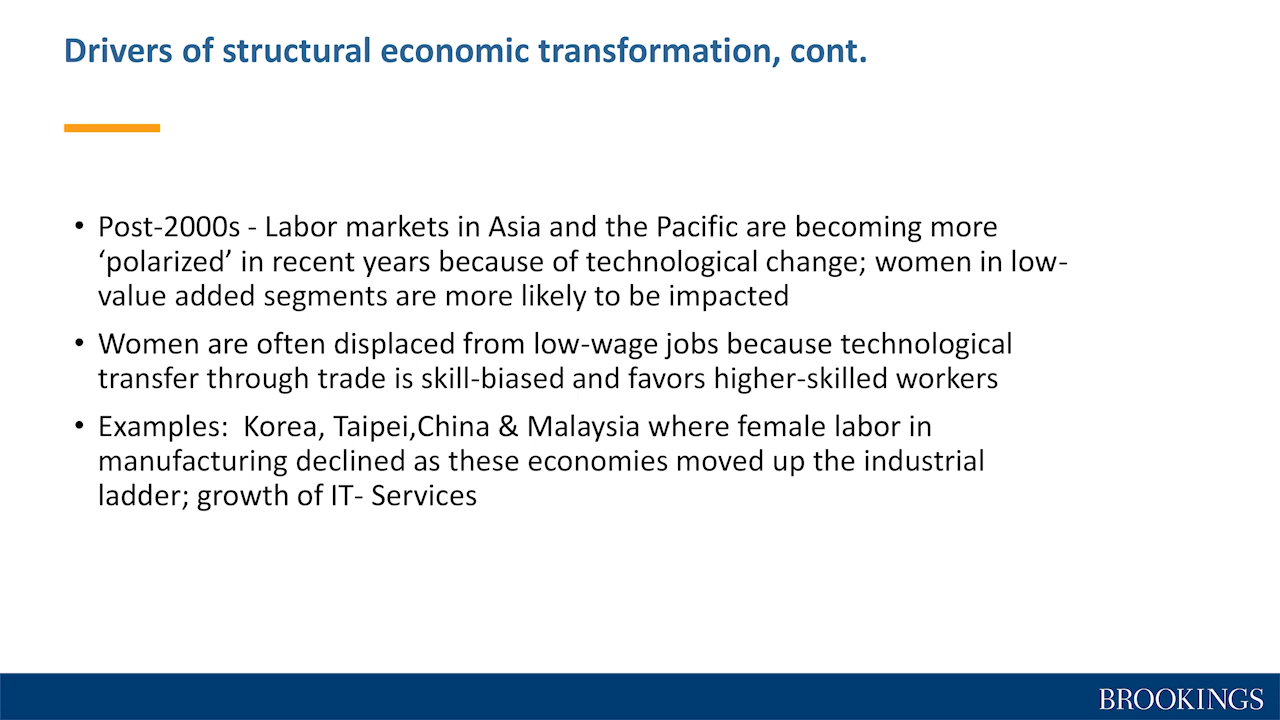 Drivers of structural economic transformation, cont.
• Post-2000s - Labor markets in Asia and the Pacific are becoming more
‘polarized’ in recent years because of technological change; women in low-
value added segments are more likely to be impacted
• Women are often displaced from low-wage jobs because technological
transfer through trade is skill-biased and favors higher-skilled workers
• Examples:  Korea, Taipei,China & Malaysia where female labor in
manufacturing declined as these economies moved up the industrial
ladder; growth of IT- Services
BROOKINGS